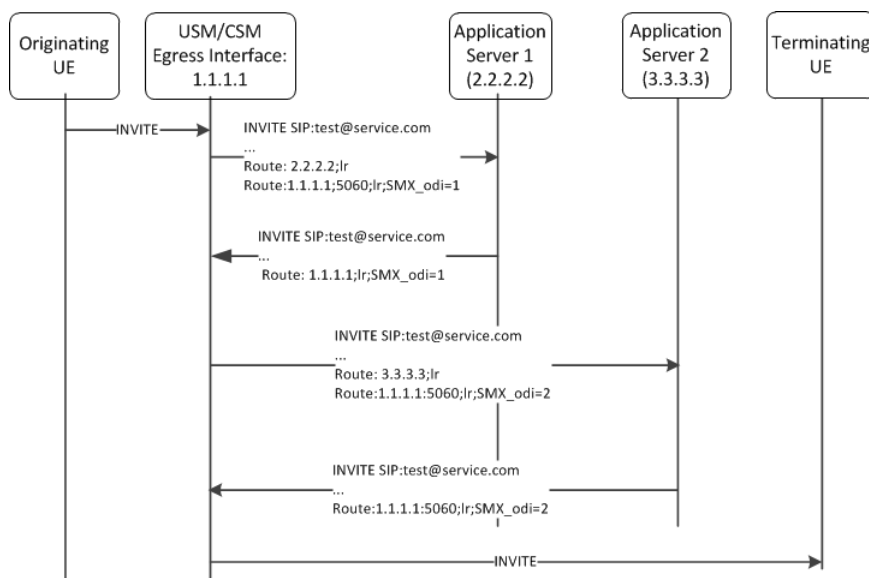 Originating
UE
USM/CSM
Egress Interface:
1.1.1.1
Application
Server 1
(2.2.2.2)
Application
Server 2
(3.3.3.3)
Terminating
UE
INVITE
INVITE SIP:test@service.com
...
Route: 2.2.2.2;lr
Route:1.1.1.1;5060;lr;SMX_odi=1
INVITE SIP:test@service.com
...
Route: 1.1.1.1;lr;SMX_odi=1
INVITE SIP:test@service.com
...
Route: 3.3.3.3;lr
Route:1.1.1.1:5060;lr;SMX_odi=2
INVITE SIP:test@service.com
...
Route:1.1.1.1:5060;lr;SMX_odi=2
INVITE